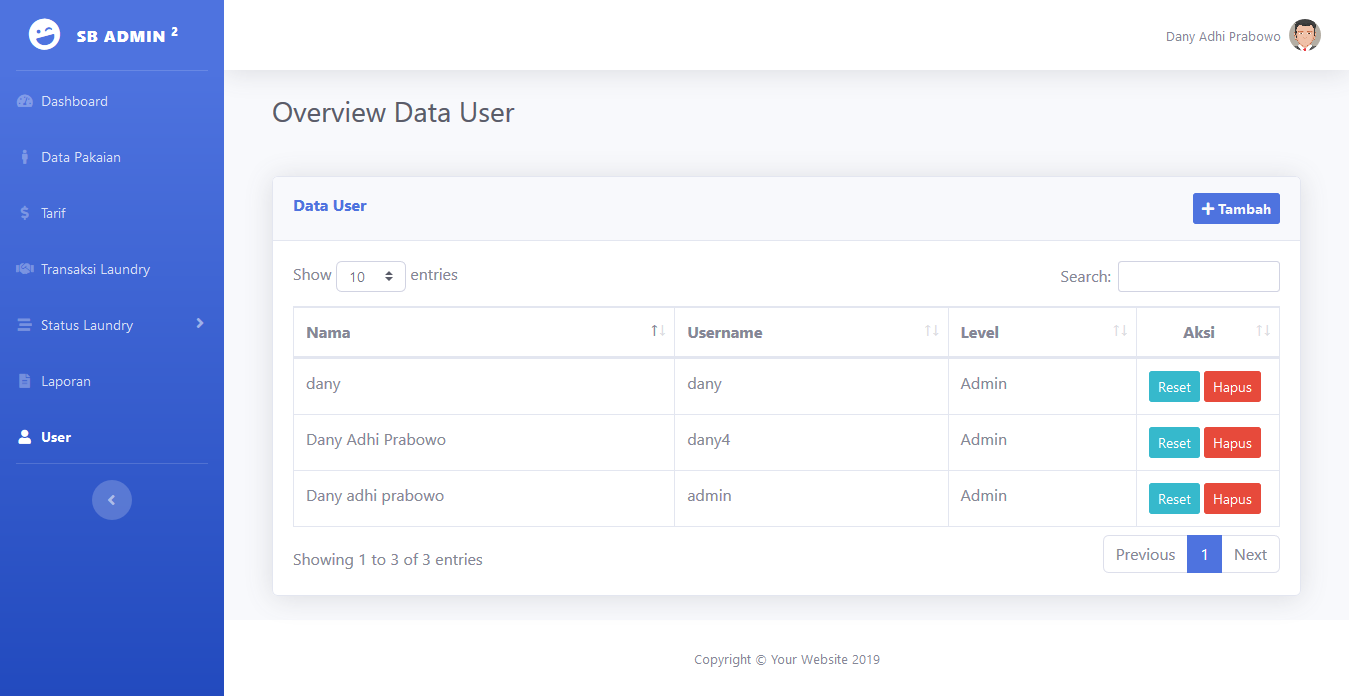 SB ADMIN 2
Dany Adhi Prabowo
Dashboard
Data Pakaian
Tarif
Transaksi Laundry
Status Laundry
Laporan
User
Overview Data User
Data User
Tambah
Show 10 entries
Search:
Nama Username Level Aksi
dany dany Admin Reset Hapus
Dany Adhi Prabowo dany4 Admin Reset Hapus
Dany adhi prabowo admin Admin Reset Hapus
Showing 1 to 3 of 3 entries
Previous 1 Next
Copyright © Your Website 2019